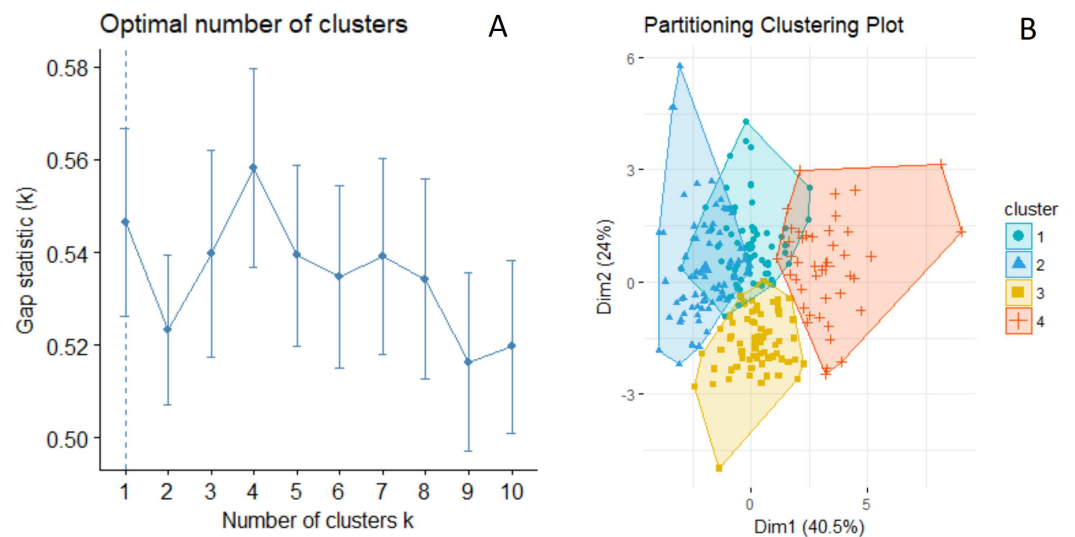 Optimal number of clusters
A
0.58
0.56
0.54
0.52
0.50
Gap statistic (k)
1 2 3 4 5 6 7 8 9 10
Number of clusters k
Partitioning Clustering Plot
B
6
3
0
-3
Dim2 (24%)
0 5
Dim1 (40.5%)
cluster
1
2
3
4